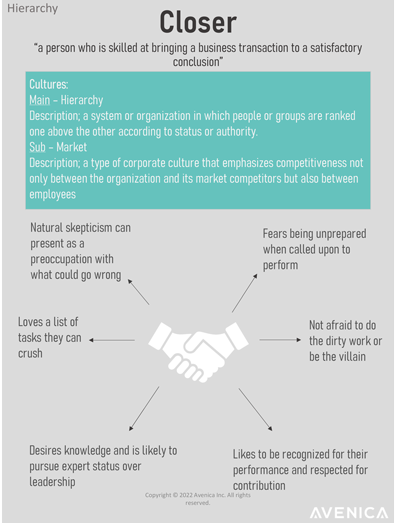 Hierarchy
Closer
“a person who is skilled at bringing a business transaction to a satisfactory
conclusion”
Cultures:
Main – Hierarchy
Description; a system or organization in which people or groups are ranked
one above the other according to status or authority.
Sub – Market
Description; a type of corporate culture that emphasizes competitiveness not
only between the organization and its market competitors but also between
employees
Natural skepticism can
present as a
preoccupation with
what could go wrong
Fears being unprepared
when called upon to
perform
Loves a list of
tasks they can
crush
Not afraid to do
the dirty work or
be the villain
Desires knowledge and is likely to
pursue expert status over
leadership
Likes to be recognized for their
performance and respected for
contribution
Copyright © 2022 Avenica Inc. All rights
reserved.
AVENICA